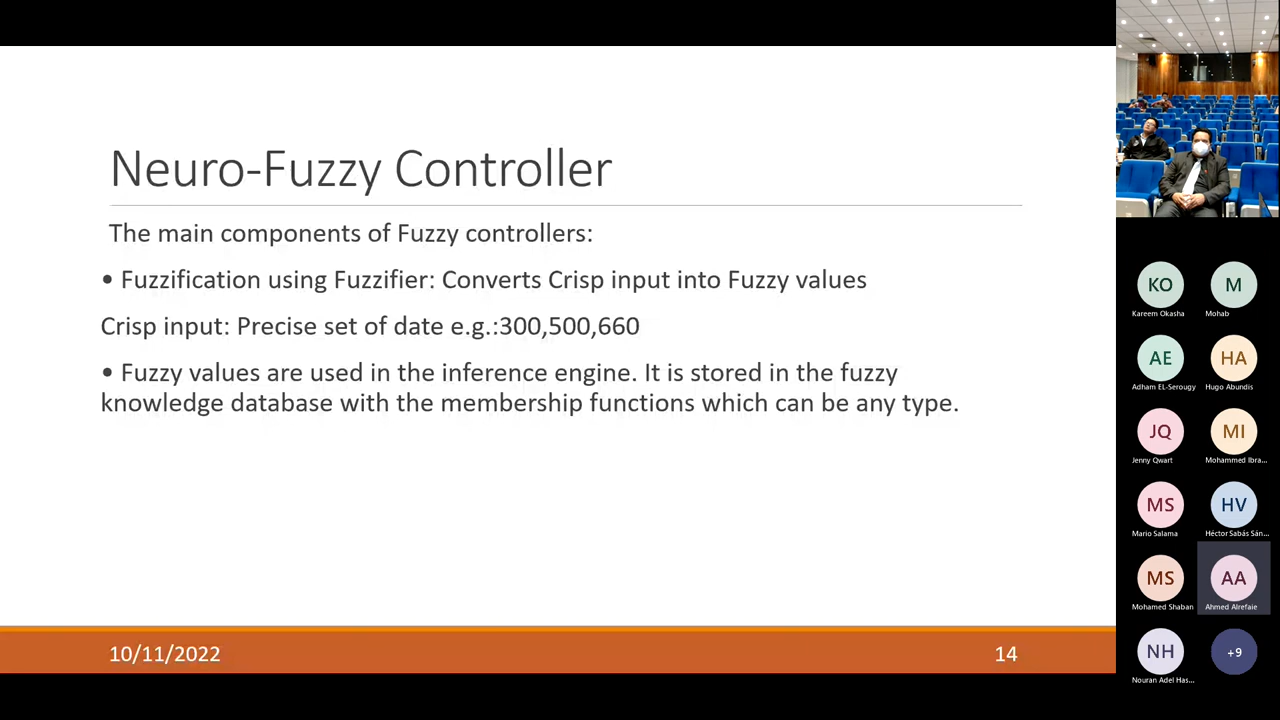 Neuro-Fuzzy Controller
The main components of Fuzzy controllers:
• Fuzzification using Fuzzifier: Converts Crisp input into Fuzzy values
Crisp input: Precise set of date e.g.:300,500,660
• Fuzzy values are used in the inference engine. It is stored in the fuzzy
knowledge database with the membership functions which can be any type.
10/11/2022
14
KO
Kareem Okasha
M
Mohab
AE
Adham EL-Serougy
HA
Hugo Abundis
JQ
Jenny Qwart
MI
Mohammed Ibra...
MS
Mario Salama
HV
Héctor Sabás Sán...
MS
Mohamed Shaban
AA
Ahmed Alrefaie
NH
Nouran Adel Has...
+9